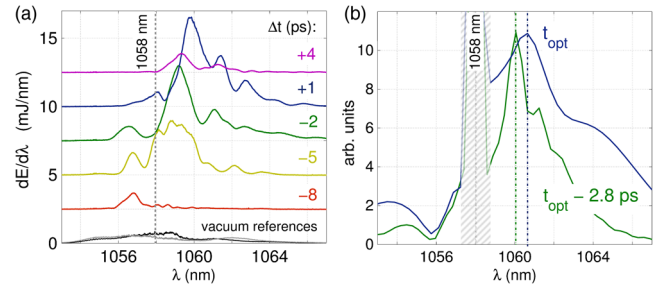 (a)
Δt (ps):
1058 nm
+4
+1
−2
−5
−8
vacuum references
15
10
5
0
dE/dλ (mJ/nm)
1056
1060
1064
λ (nm)
(b)
1058 nm
t_opt
t_opt − 2.8 ps
10
8
6
4
2
0
arb. units
1056
1060
1064
λ (nm)